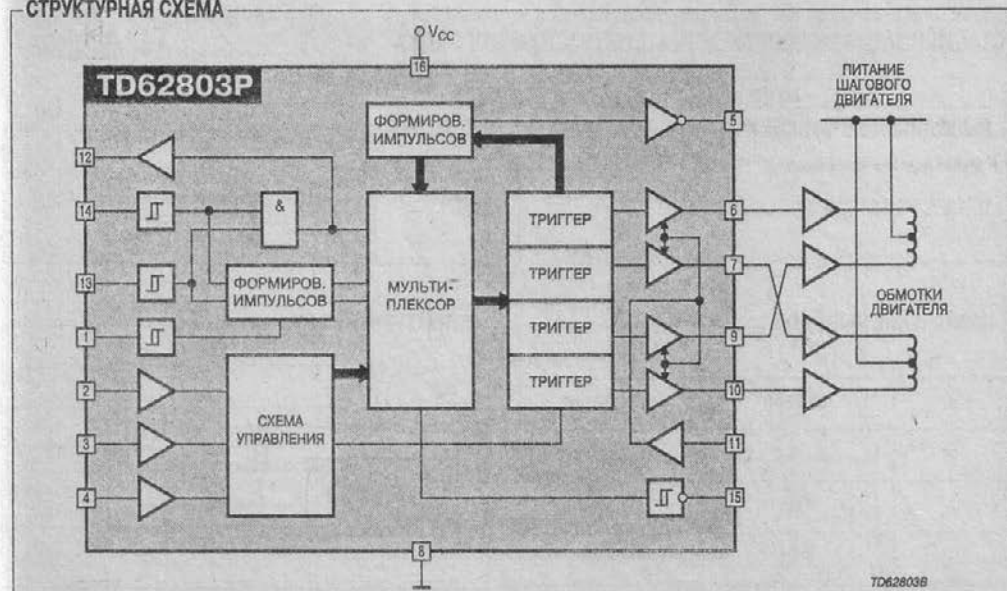 СТРУКТУРНАЯ СХЕМА
VCC
16
TD62803P
ПИТАНИЕ
ШАГОВОГО
ДВИГАТЕЛЯ
ФОРМИРОВ.
ИМПУЛЬСОВ
5
12
14
&
ТРИГГЕР
6
13
ФОРМИРОВ.
ИМПУЛЬСОВ
МУЛЬТИ-
ПЛЕКСОР
ТРИГГЕР
7
ОБМОТКИ
ДВИГАТЕЛЯ
1
ТРИГГЕР
9
2
ТРИГГЕР
10
3
СХЕМА
УПРАВЛЕНИЯ
11
4
15
8
TD62803B